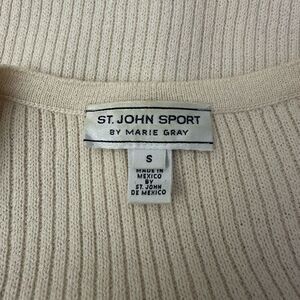 ST. JOHN SPORT
BY MARIE GRAY
S
MADE IN
MEXICO
BY
ST. JOHN
DE MEXICO